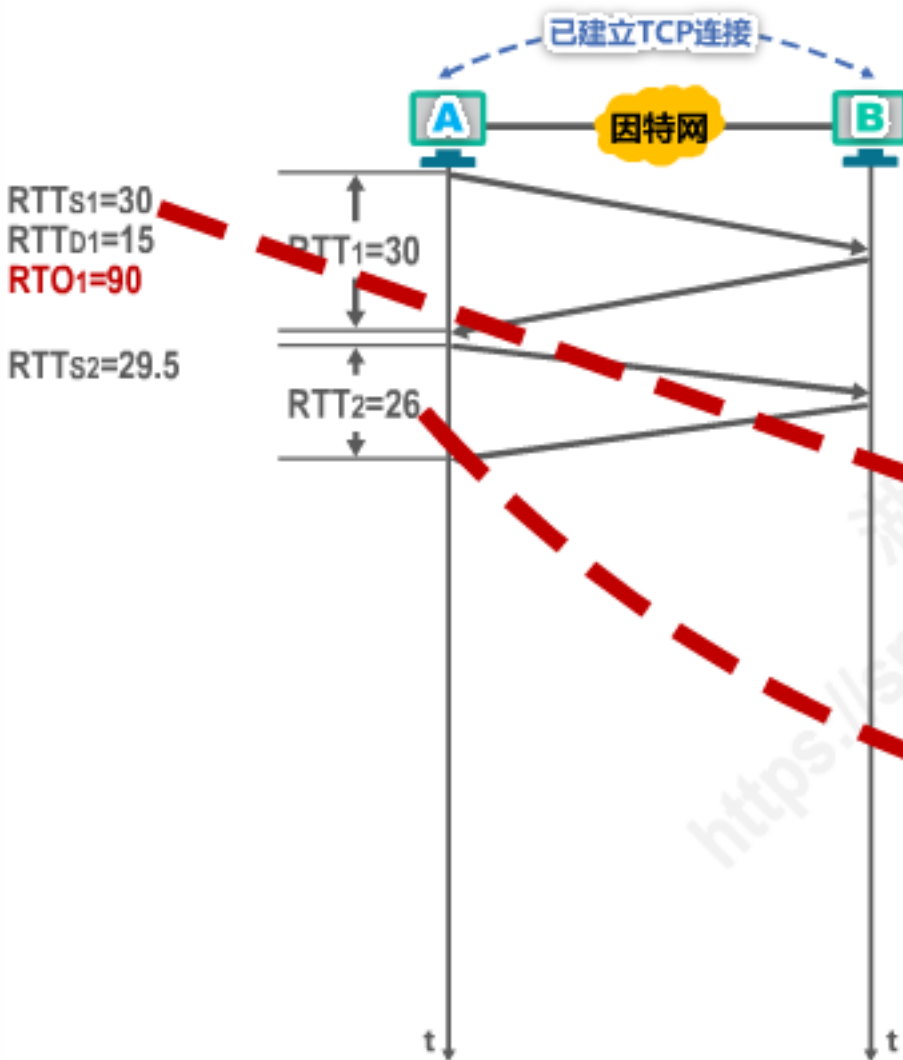 已建立TCP连接
A
因特网
B
RTTS1=30
RTTD1=15
RTO1=90
RTT1=30
RTTS2=29.5
RTT2=26
https://s
t
t